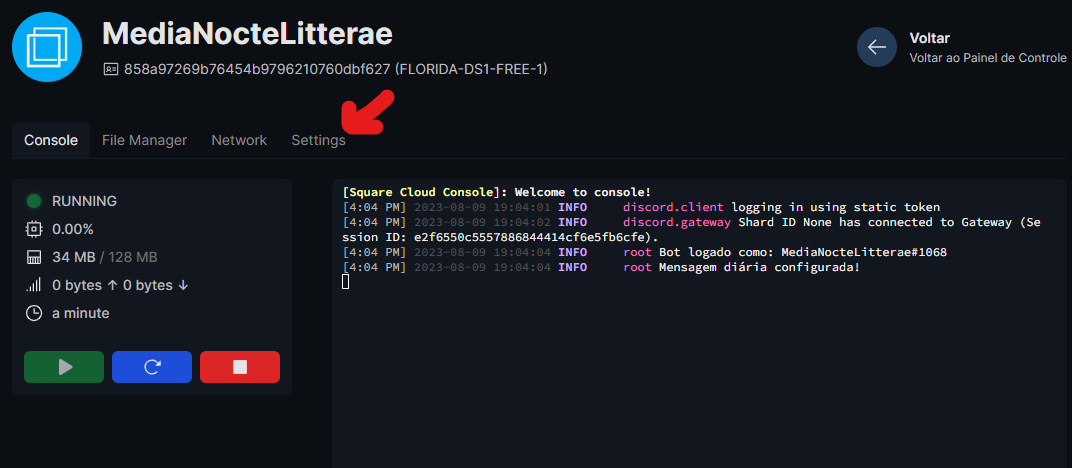 MediaNocteLitterae
858a97269b76454b9796210760dbf627 (FLORIDA-DS1-FREE-1)
Voltar
Voltar ao Painel de Controle
Console File Manager Network Settings
RUNNING
0.00%
34 MB / 128 MB
0 bytes ↑ 0 bytes ↓
a minute
[Square Cloud Console]: Welcome to console!
[4:04 PM] 2023-08-09 19:04:01 INFO discord.client logging in using static token
[4:04 PM] 2023-08-09 19:04:02 INFO discord.gateway Shard ID None has connected to Gateway (Se
ssion ID: e2f6550c5557886844414cf6e5fb6cfe).
[4:04 PM] 2023-08-09 19:04:04 INFO root Bot logado como: MediaNocteLitterae#1068
[4:04 PM] 2023-08-09 19:04:04 INFO root Mensagem diária configurada!